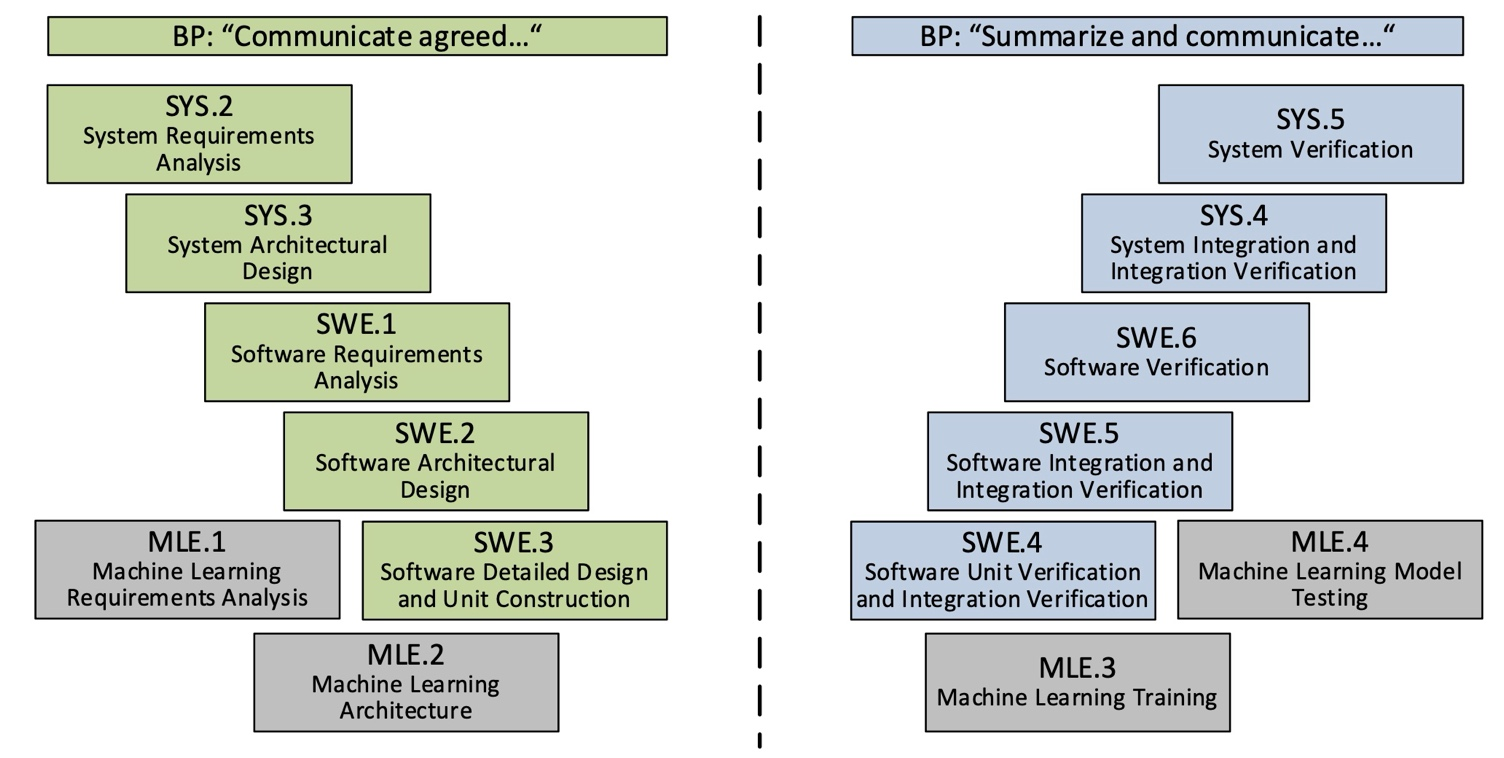 BP: “Communicate agreed...“
SYS.2
System Requirements
Analysis
SYS.3
System Architectural
Design
SWE.1
Software Requirements
Analysis
SWE.2
Software Architectural
Design
MLE.1
Machine Learning
Requirements Analysis
SWE.3
Software Detailed Design
and Unit Construction
MLE.2
Machine Learning
Architecture
BP: “Summarize and communicate...“
SYS.5
System Verification
SYS.4
System Integration and
Integration Verification
SWE.6
Software Verification
SWE.5
Software Integration and
Integration Verification
SWE.4
Software Unit Verification
and Integration Verification
MLE.4
Machine Learning Model
Testing
MLE.3
Machine Learning Training